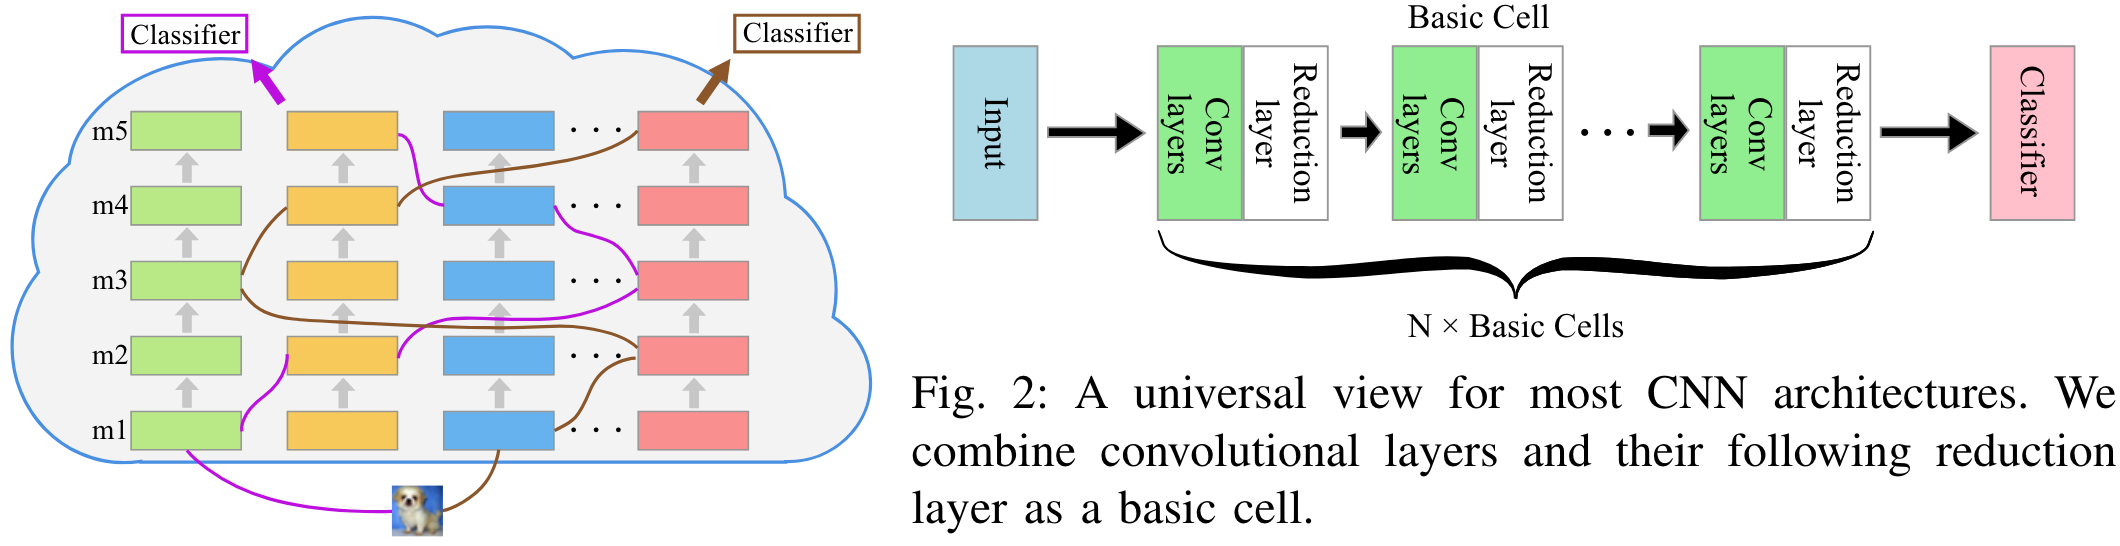 Classifier
Classifier
m5
m4
m3
m2
m1
Basic Cell
Input
Conv layers
Reduction layer
Conv layers
Reduction layer
Conv layers
Reduction layer
Classifier
N × Basic Cells
Fig. 2: A universal view for most CNN architectures. We
combine convolutional layers and their following reduction
layer as a basic cell.